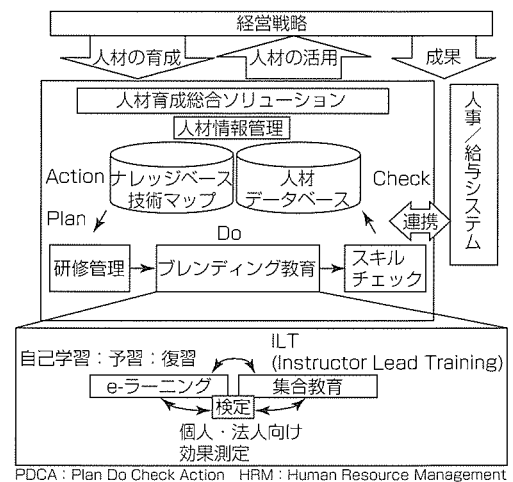 経営戦略
人材の育成
人材の活用
成果
人材育成総合ソリューション
人材情報管理
人事／給与システム
ナレッジベース
技術マップ
人材
データベース
Action
Check
Plan
Do
連携
研修管理
ブレンディング教育
スキル
チェック
ILT
自己学習：予習：復習
(Instructor Lead Training)
e-ラーニング
集合教育
検定
個人・法人向け
効果測定
PDCA：Plan Do Check Action HRM：Human Resource Management